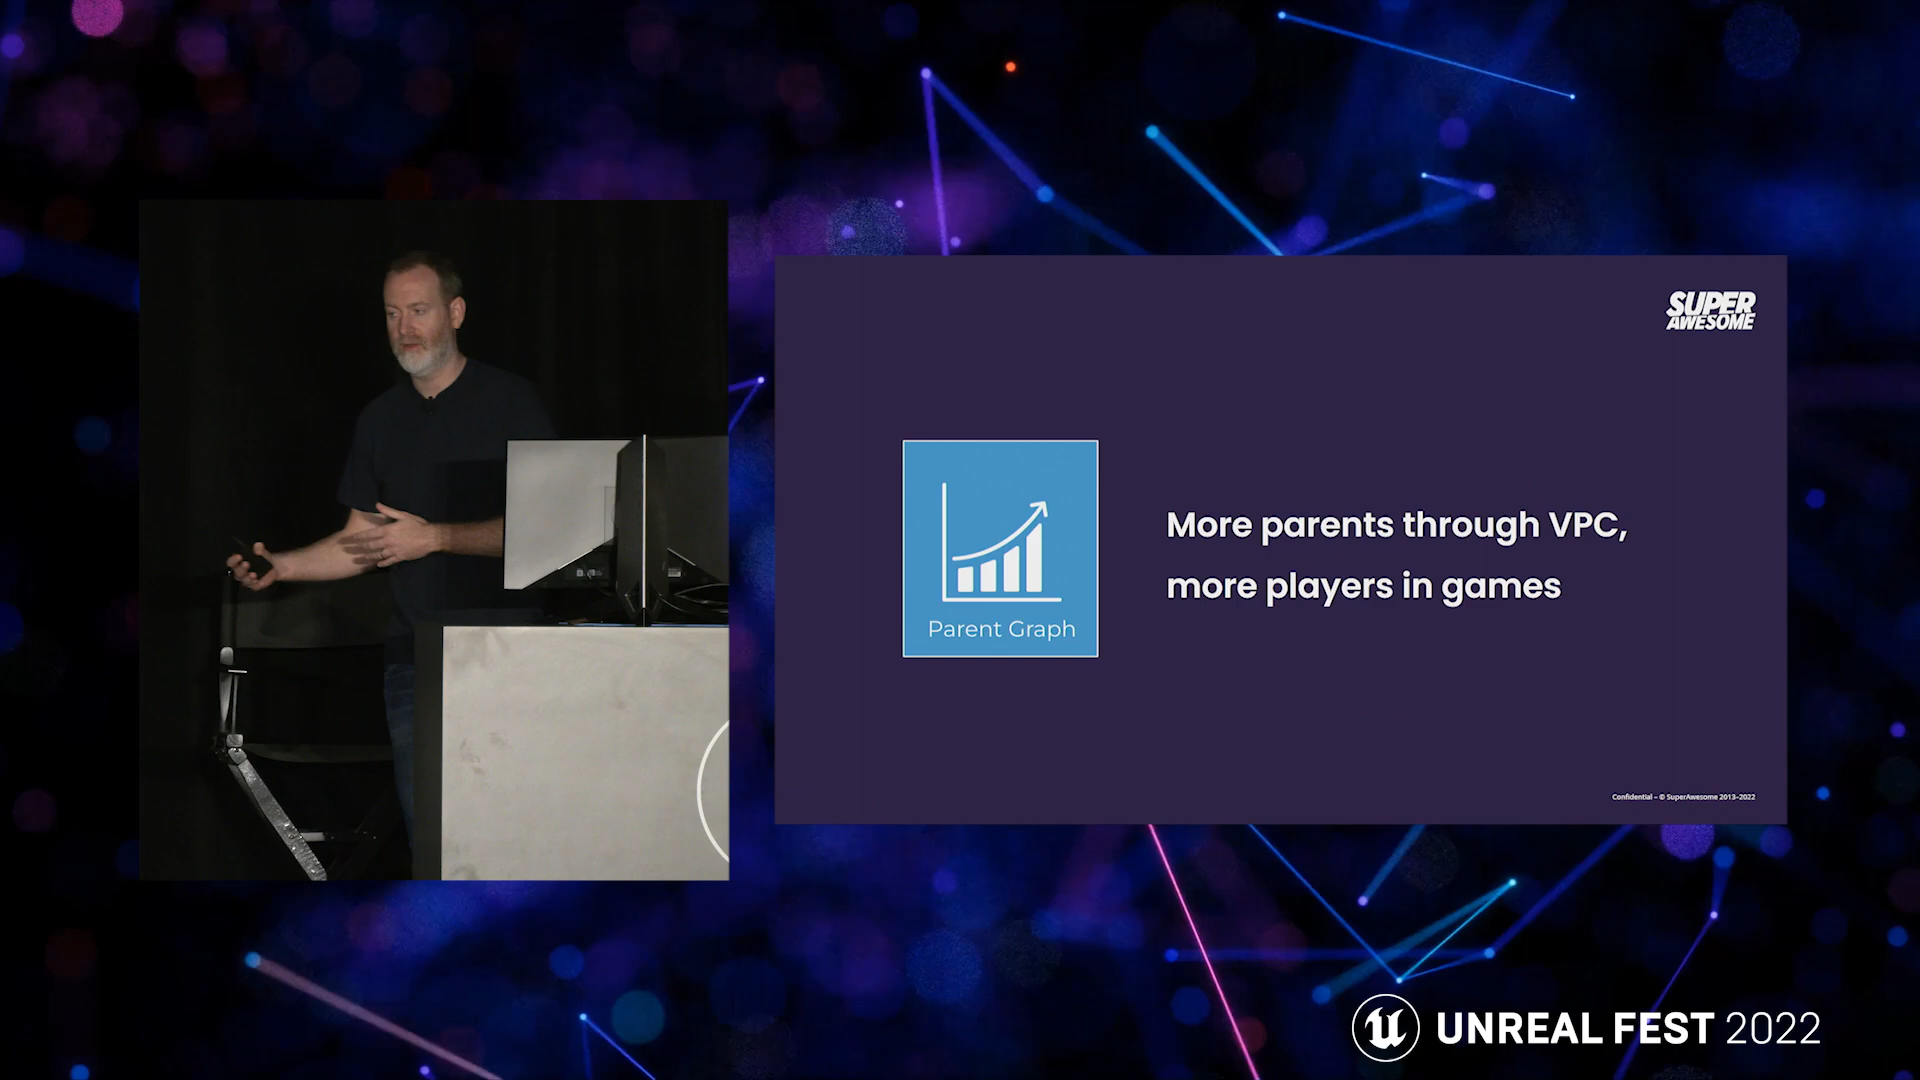 SUPER
AWESOME
More parents through VPC,
more players in games
Parent Graph
Confidential – © SuperAwesome 2013-2022
UNREAL FEST 2022